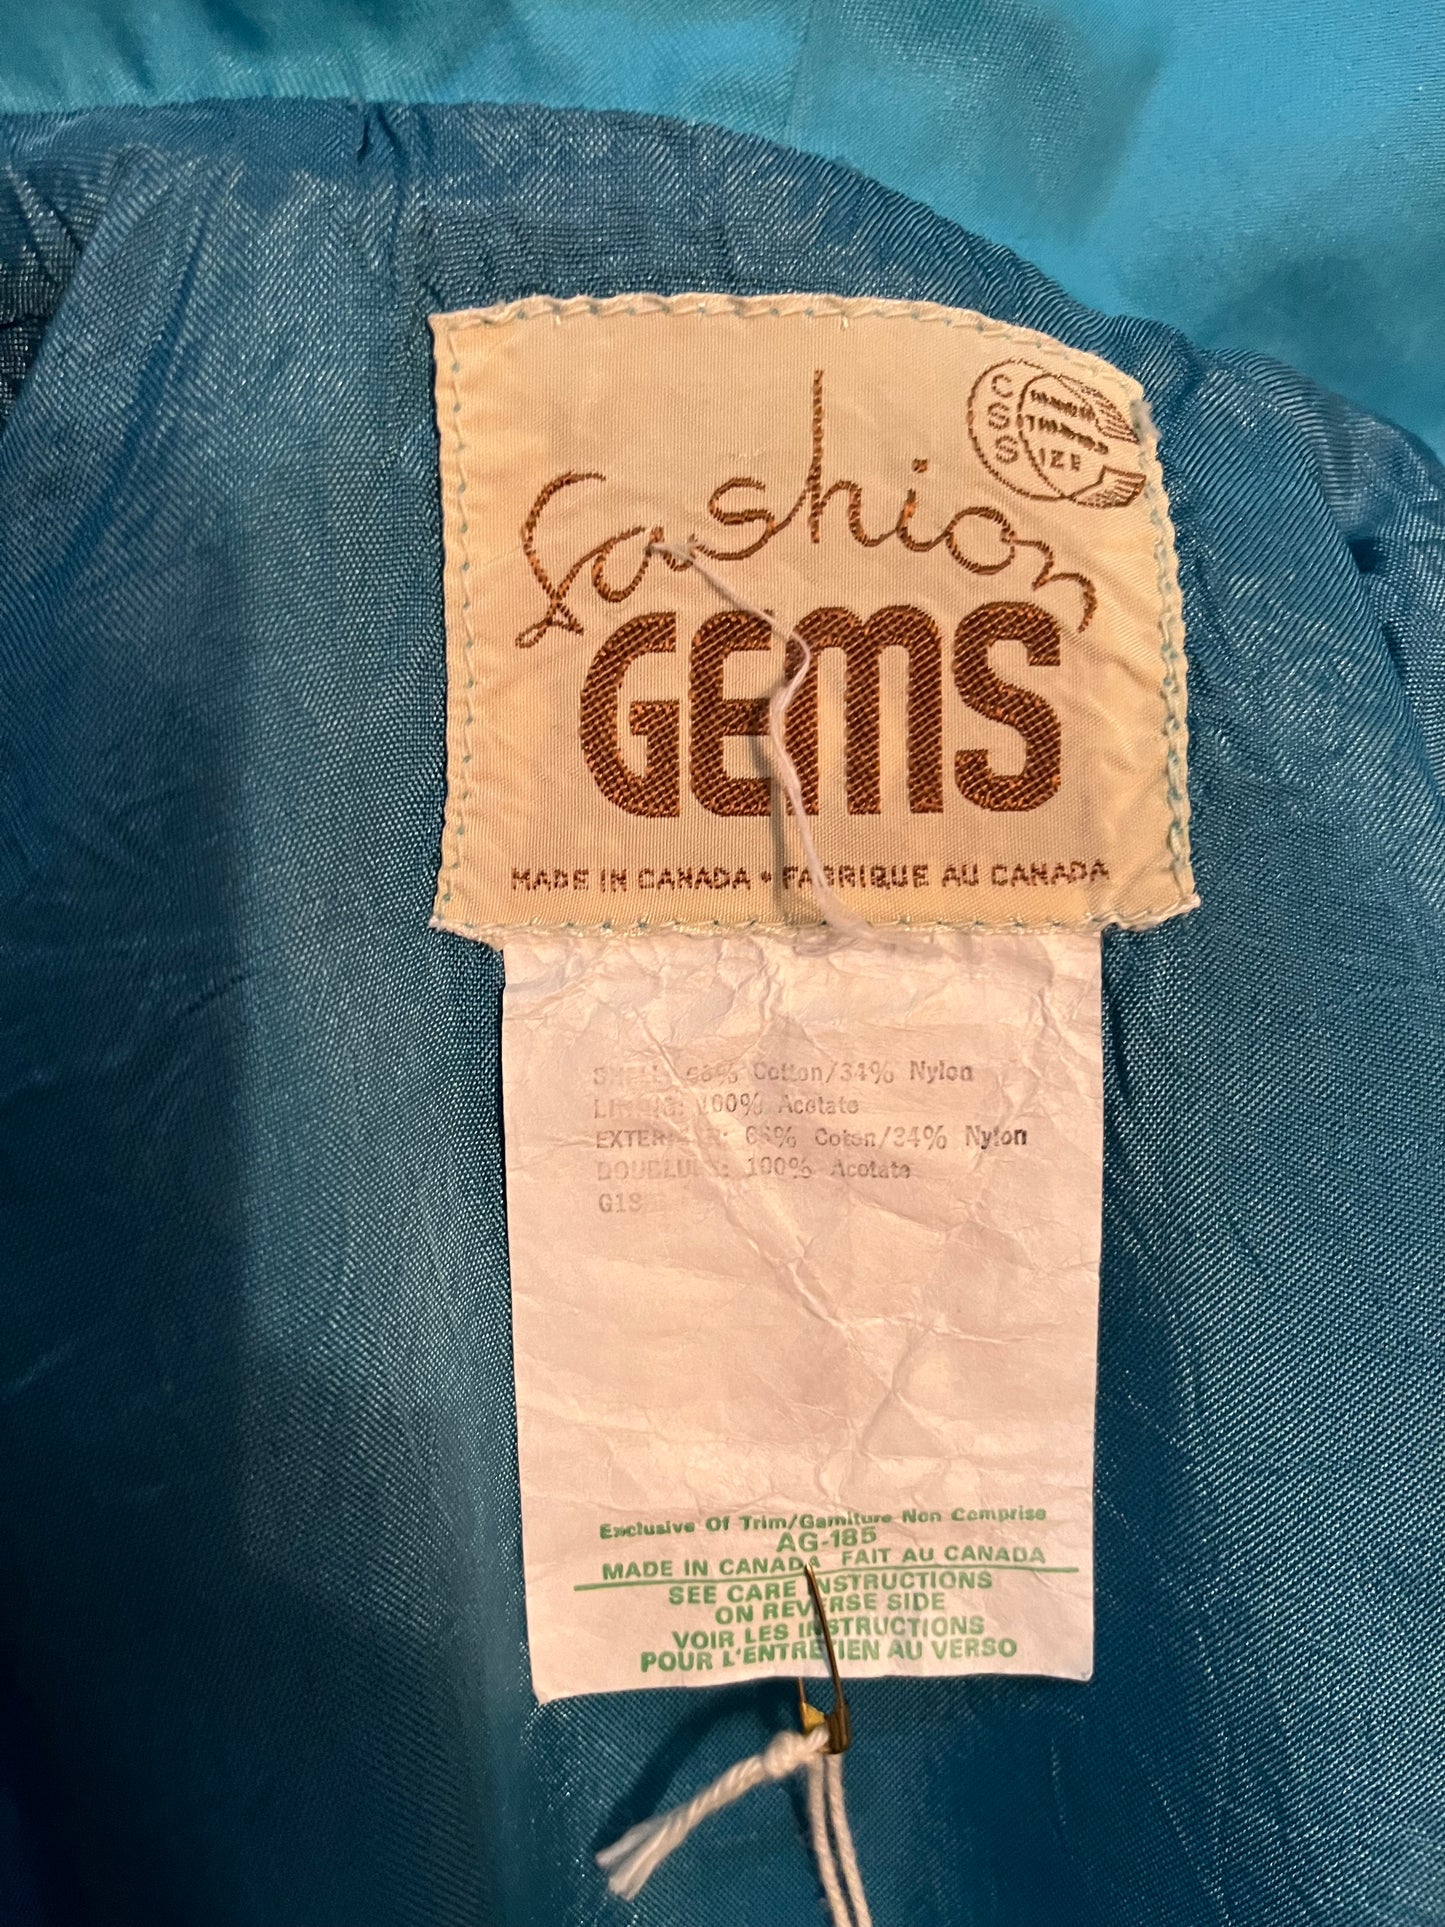 fashion
GEMS
C
S
S
SIZE
MADE IN CANADA • FABRIQUE AU CANADA
SHELL: 66% Cotton/34% Nylon
LINING: 100% Acetate
EXTERIEUR: 66% Coton/34% Nylon
DOUBLURE: 100% Acetate
G18
Exclusive Of Trim/Garniture Non Comprise
AG-185
MADE IN CANADA FAIT AU CANADA
SEE CARE INSTRUCTIONS
ON REVERSE SIDE
VOIR LES INSTRUCTIONS
POUR L'ENTRETIEN AU VERSO